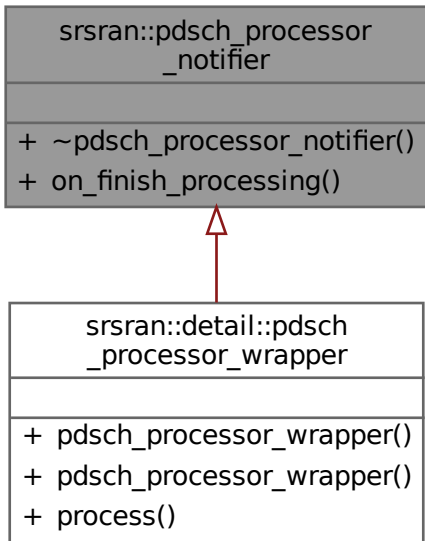 srsran::pdsch_processor
_notifier
+ ~pdsch_processor_notifier()
+ on_finish_processing()
srsran::detail::pdsch
_processor_wrapper
+ pdsch_processor_wrapper()
+ pdsch_processor_wrapper()
+ process()